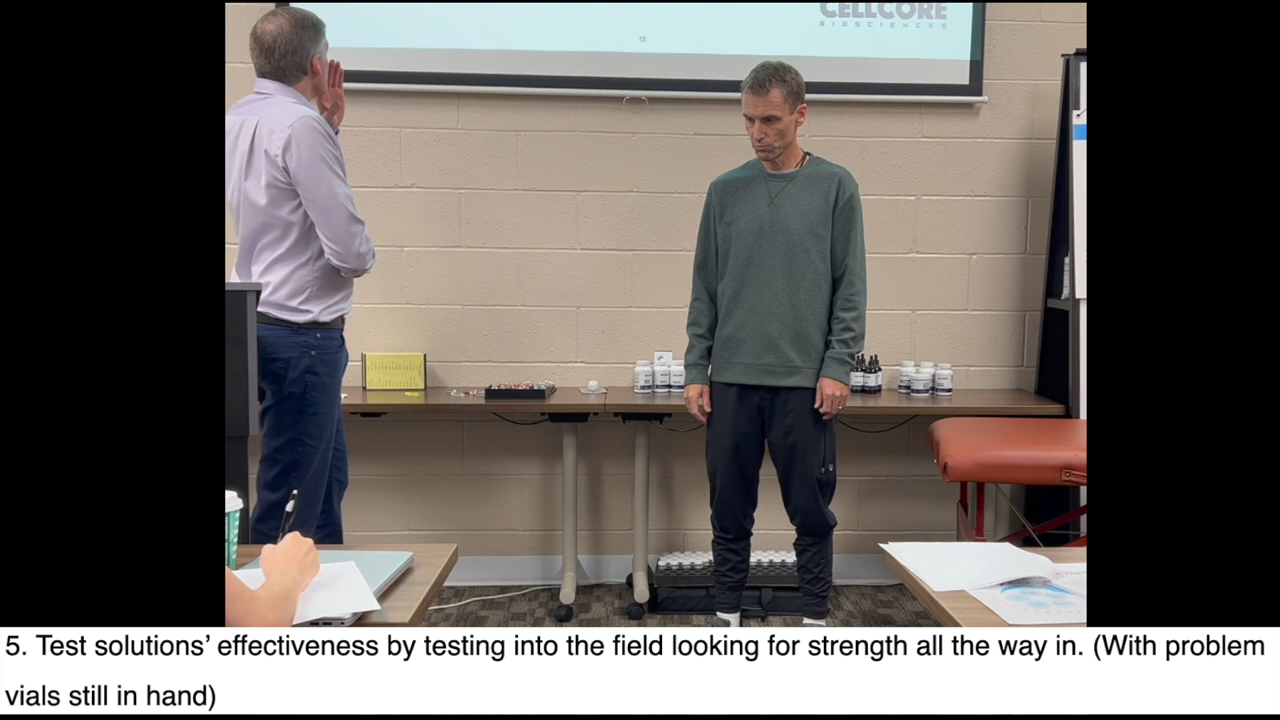 CELLCORE
BIOSCIENCES
12
5. Test solutions’ effectiveness by testing into the field looking for strength all the way in. (With problem
vials still in hand)